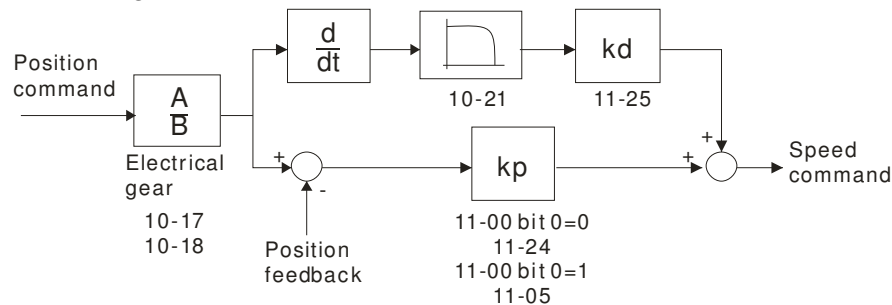 d
dt
kd
10-21
11-25
Position
command
A
B
Electrical
gear
10-17
10-18
+
-
Position
feedback
kp
11-00 bit 0=0
11-24
11-00 bit 0=1
11-05
+
+
Speed
command